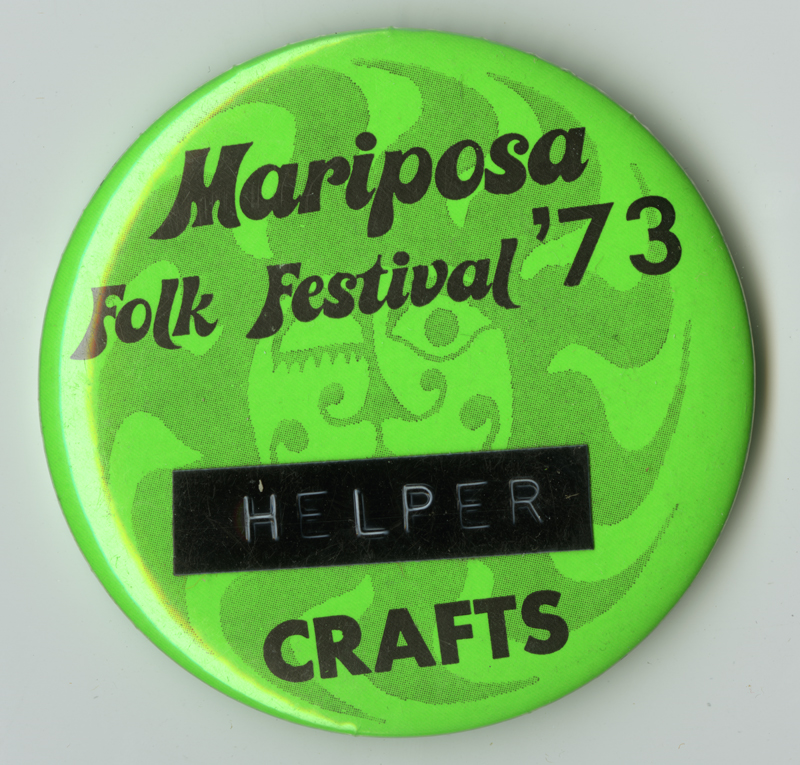 Mariposa
Folk Festival '73
HELPER
CRAFTS